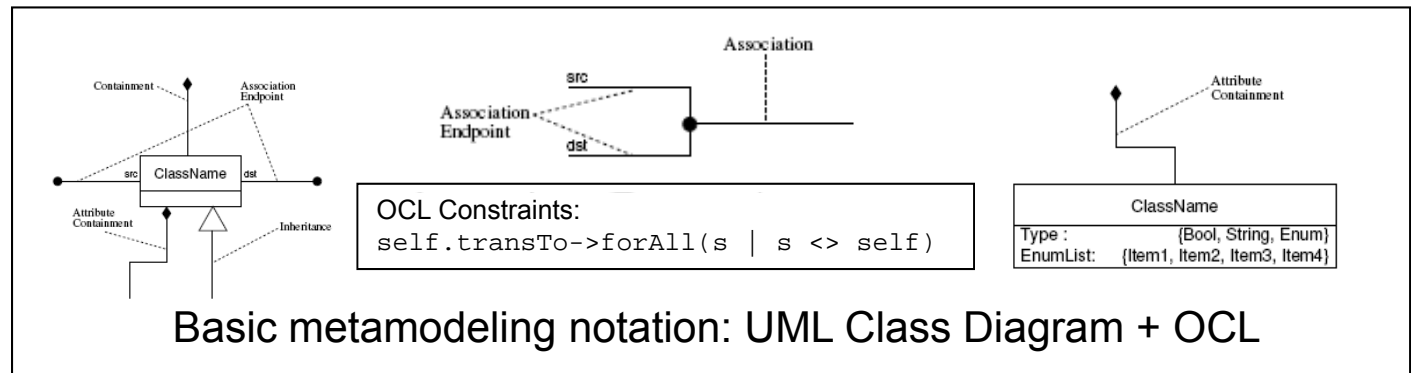 Containment
Association
Endpoint
src
ClassName
dst
Attribute
Containment
Inheritance
Association
src
Association
Endpoint
dst
OCL Constraints:
self.transTo->forAll(s | s <> self)
Attribute
Containment
ClassName
Type : {Bool, String, Enum}
EnumList: {Item1, Item2, Item3, Item4}
Basic metamodeling notation: UML Class Diagram + OCL